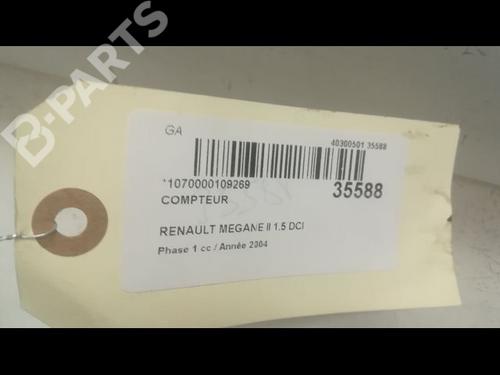 B-PARTS
GA
40300501 35588
*1070000109269
35588
COMPTEUR
RENAULT MEGANE II 1.5 DCI
Phase 1 cc / Année 2004